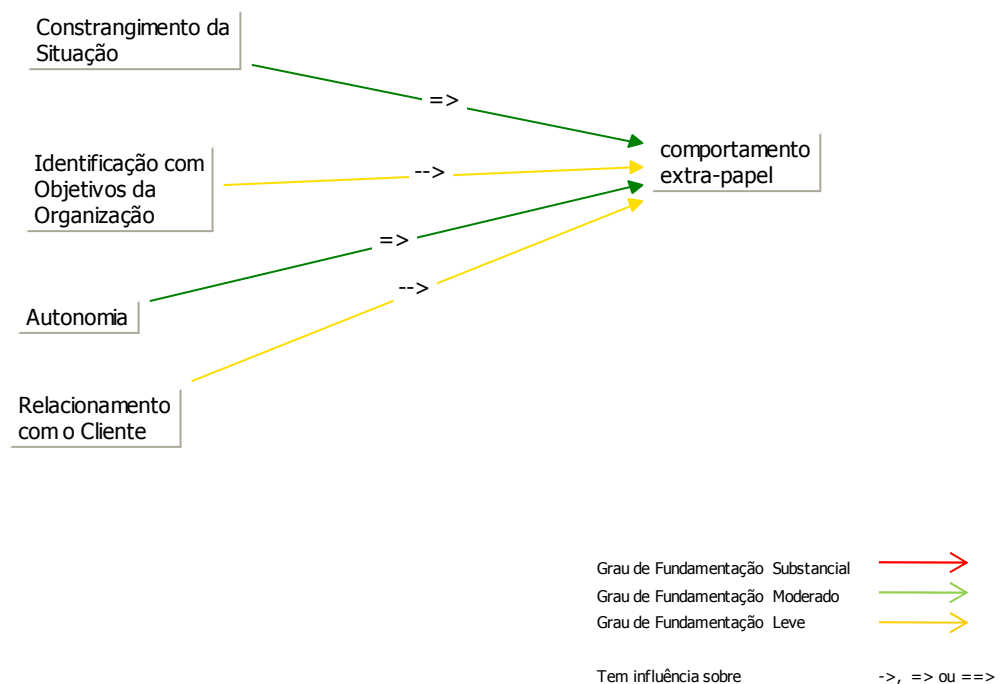 Constrangimento da
Situação
=>
Identificação com
Objetivos da
Organização
-->
comportamento
extra-papel
=>
Autonomia
-->
Relacionamento
com o Cliente
Grau de Fundamentação Substancial
Grau de Fundamentação Moderado
Grau de Fundamentação Leve
Tem influência sobre ->, => ou ==>